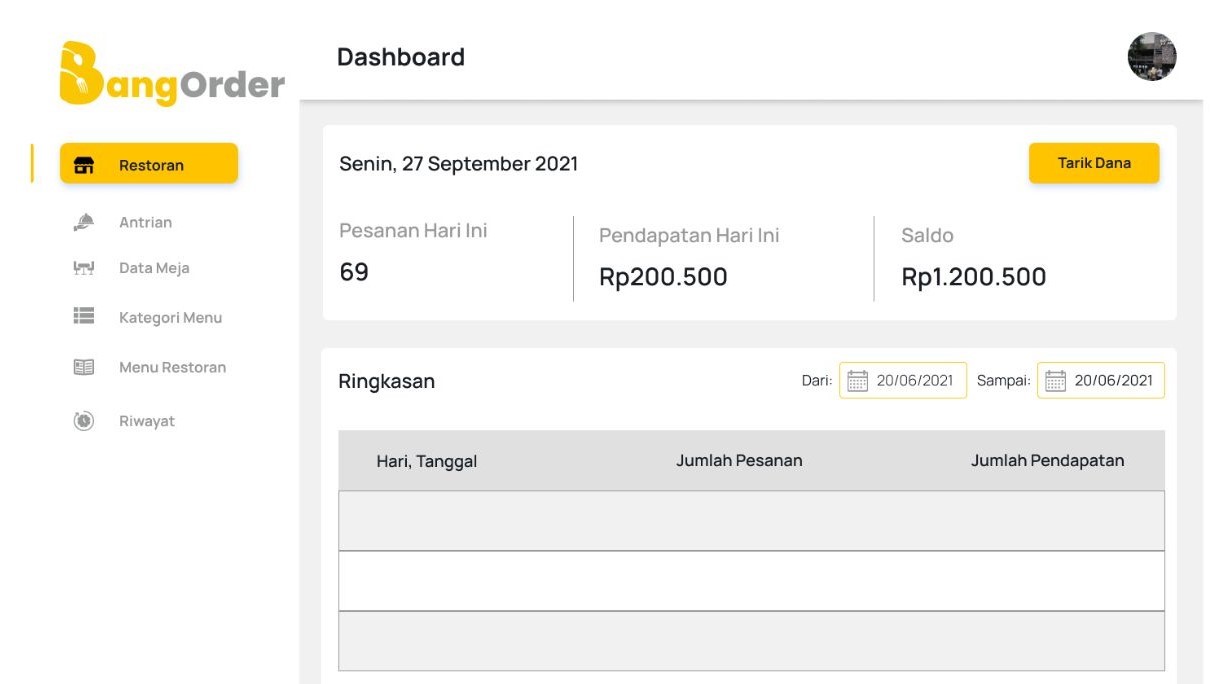 BangOrder
Dashboard
Restoran
Antrian
Data Meja
Kategori Menu
Menu Restoran
Riwayat
Senin, 27 September 2021
Tarik Dana
Pesanan Hari Ini
69
Pendapatan Hari Ini
Rp200.500
Saldo
Rp1.200.500
Ringkasan
Dari: 20/06/2021 Sampai: 20/06/2021
Hari, Tanggal Jumlah Pesanan Jumlah Pendapatan